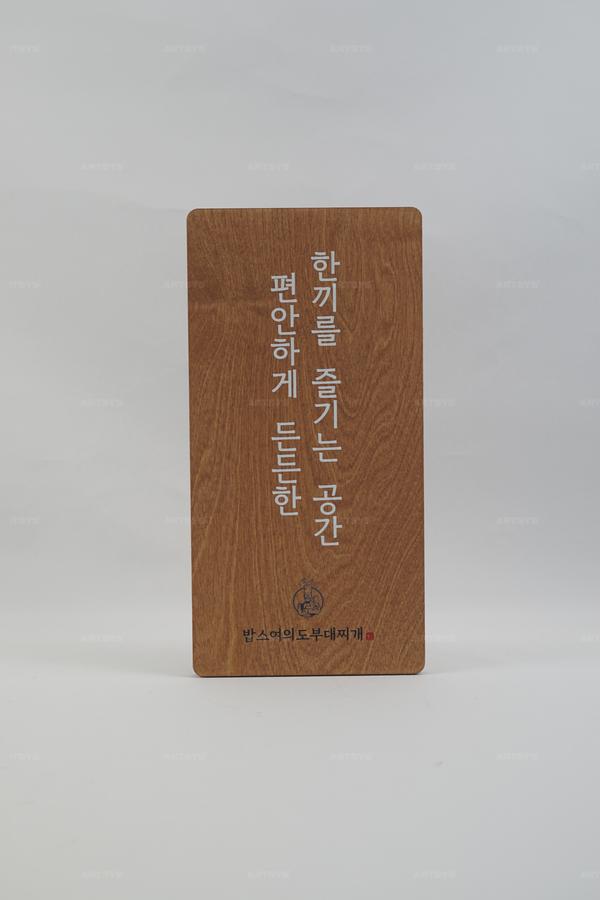 편안하게 든든한
한끼를 즐기는 공간
밥스여의도부대찌개